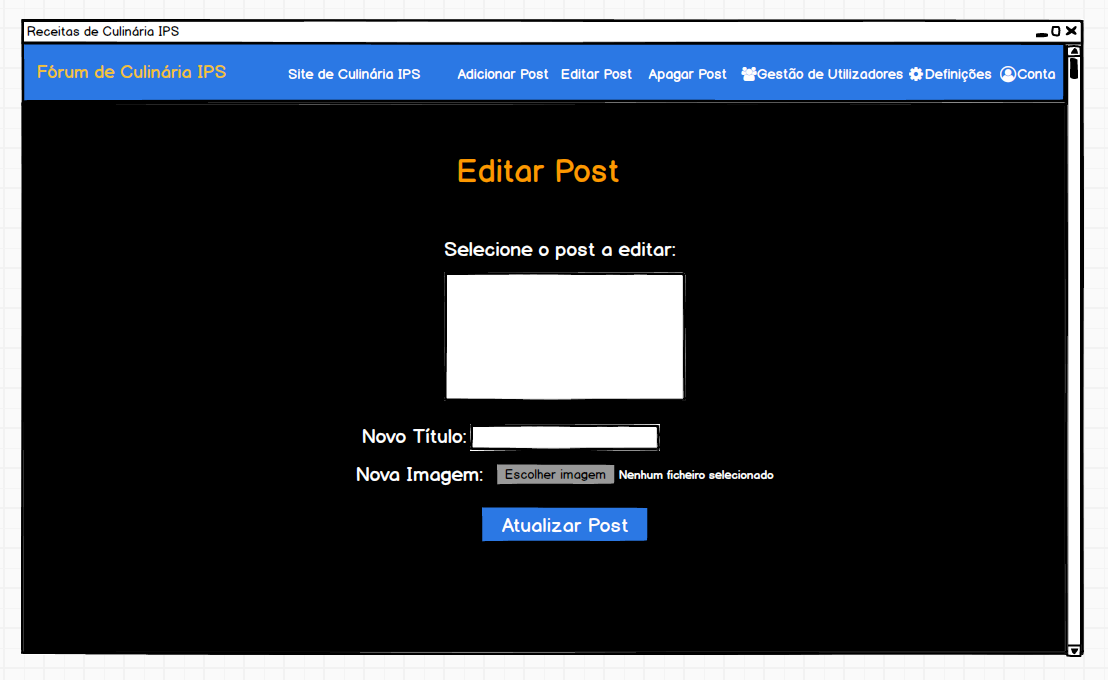 Receitas de Culinária IPS
Fórum de Culinária IPS Site de Culinária IPS Adicionar Post Editar Post Apagar Post Gestão de Utilizadores Definições Conta
Editar Post
Selecione o post a editar:
Novo Título:
Nova Imagem: Escolher imagem Nenhum ficheiro selecionado
Atualizar Post